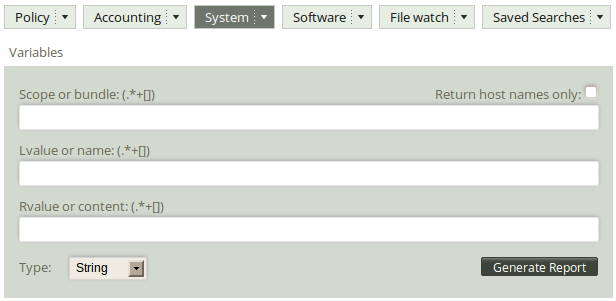 Policy Accounting System Software File watch Saved Searches
Variables
Scope or bundle: (.*+[]) Return host names only:
Lvalue or name: (.*+[])
Rvalue or content: (.*+[])
Type: String Generate Report